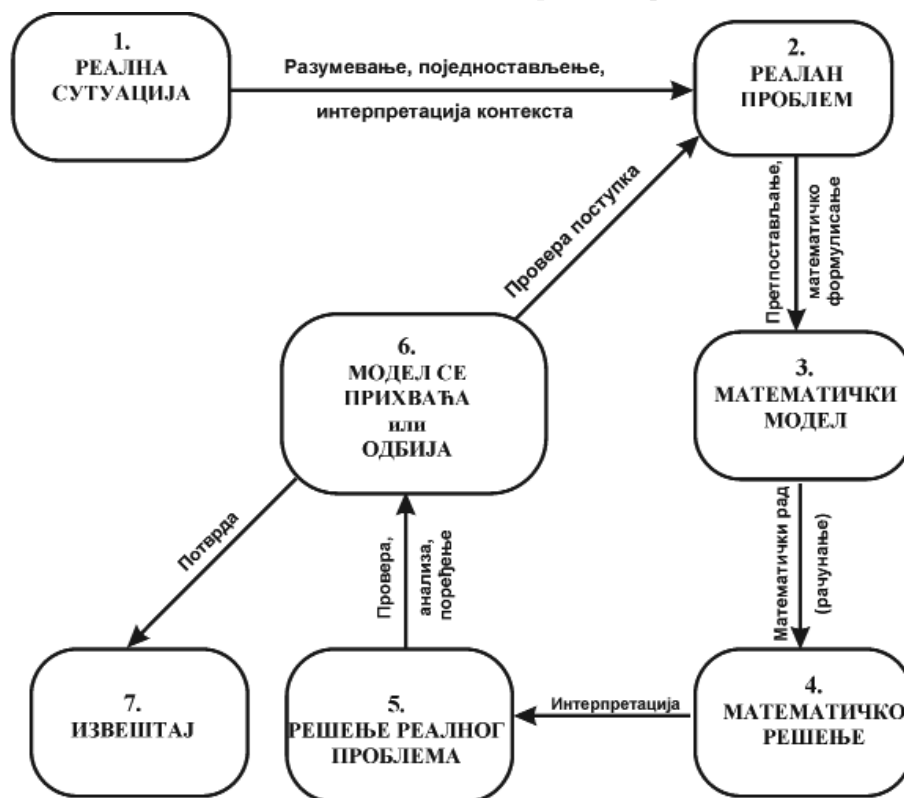 1.
РЕАЛНА
СУТУАЦИЈА
Разумевање, поједностављење,
интерпретација контекста
2.
РЕАЛАН
ПРОБЛЕМ
Претпостављање,
математичко
формулисање
Провера поступка
6.
МОДЕЛ СЕ
ПРИХВАЋА
или
ОДБИЈА
3.
МАТЕМАТИЧКИ
МОДЕЛ
Потврда
Провера,
анализа,
поређење
Математички рад
(рачунање)
7.
ИЗВЕШТАЈ
5.
РЕШЕЊЕ РЕАЛНОГ
ПРОБЛЕМА
Интерпретација
4.
МАТЕМАТИЧКО
РЕШЕЊЕ